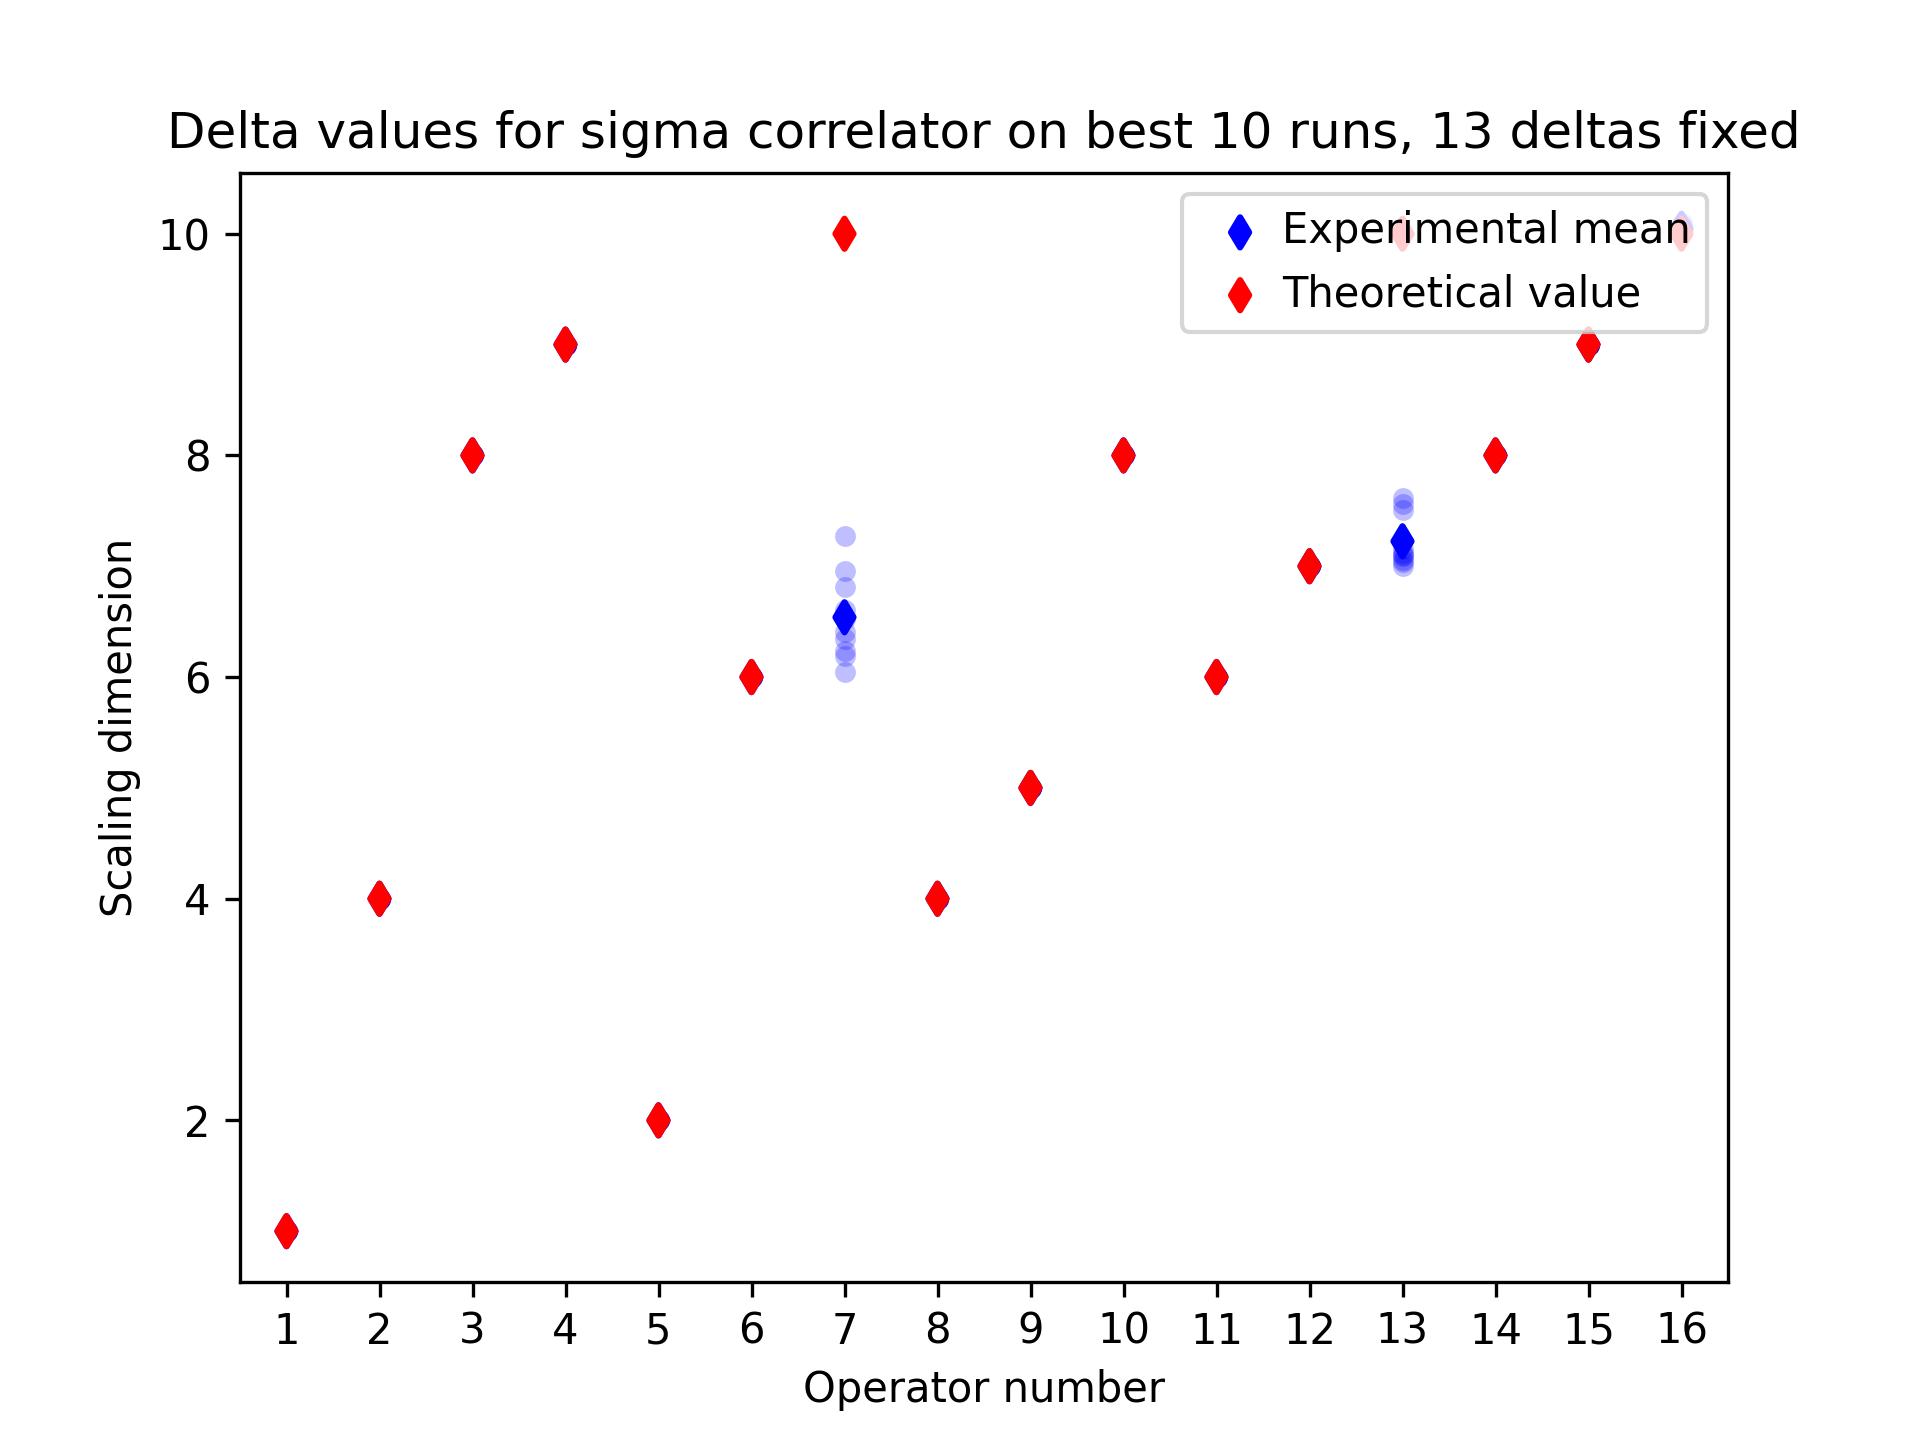 Delta values for sigma correlator on best 10 runs, 13 deltas fixed
Experimental mean
Theoretical value
10
8
6
4
2
Scaling dimension
1 2 3 4 5 6 7 8 9 10 11 12 13 14 15 16
Operator number